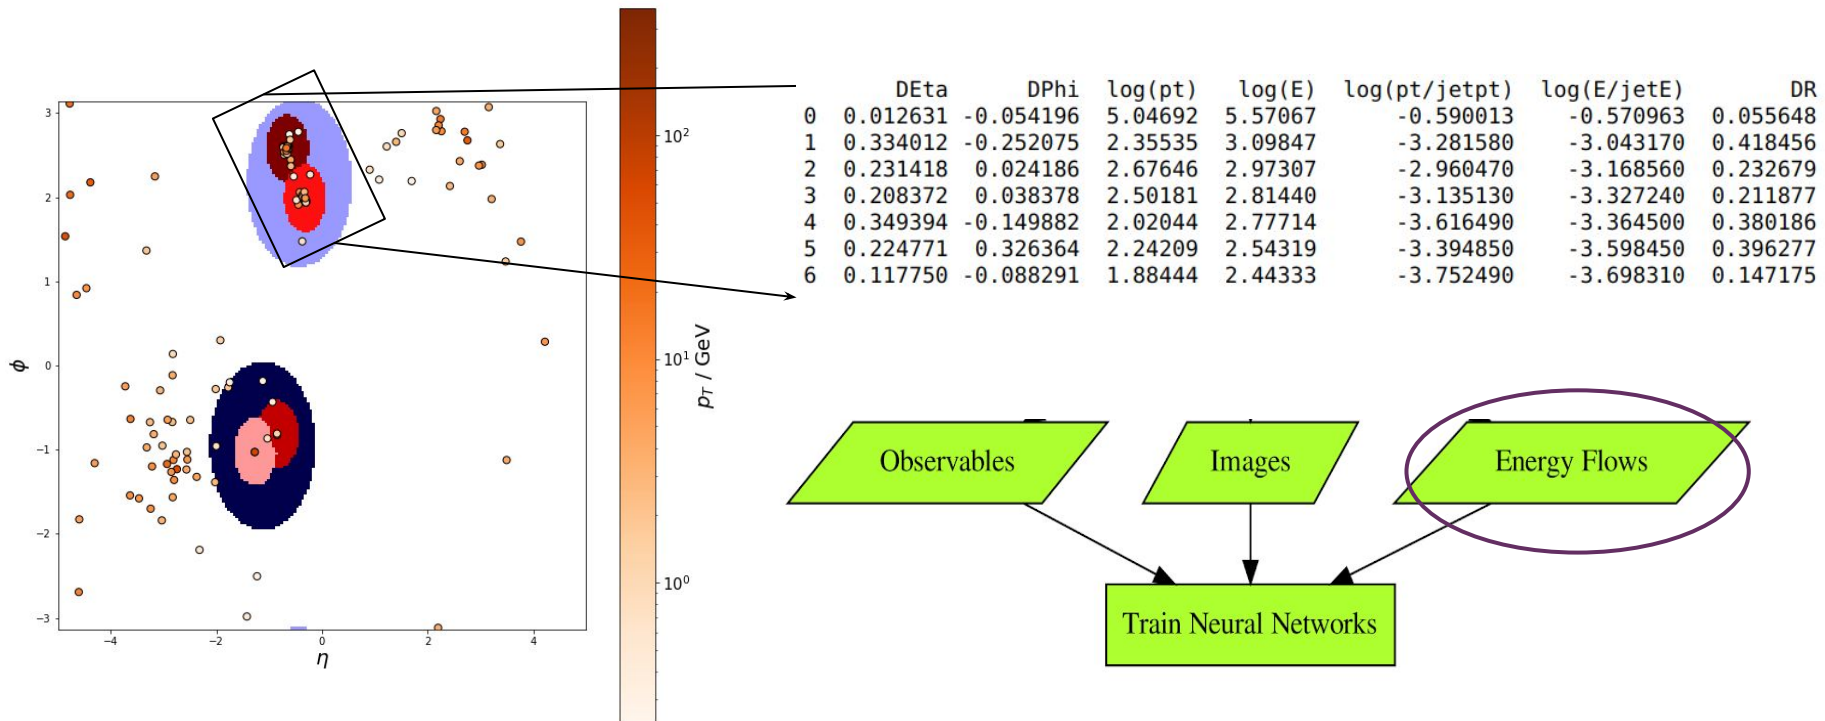 3
2
1
0
−1
−2
−3
ϕ
−4 −2 0 2 4
η
10²
10¹
10⁰
p_T / GeV
DEta DPhi log(pt) log(E) log(pt/jetpt) log(E/jetE) DR
0 0.012631 -0.054196 5.04692 5.57067 -0.590013 -0.570963 0.055648
1 0.334012 -0.252075 2.35535 3.09847 -3.281580 -3.043170 0.418456
2 0.231418 0.024186 2.67646 2.97307 -2.960470 -3.168560 0.232679
3 0.208372 0.038378 2.50181 2.81440 -3.135130 -3.327240 0.211877
4 0.349394 -0.149882 2.02044 2.77714 -3.616490 -3.364500 0.380186
5 0.224771 0.326364 2.24209 2.54319 -3.394850 -3.598450 0.396277
6 0.117750 -0.088291 1.88444 2.44333 -3.752490 -3.698310 0.147175
Observables Images Energy Flows
Train Neural Networks